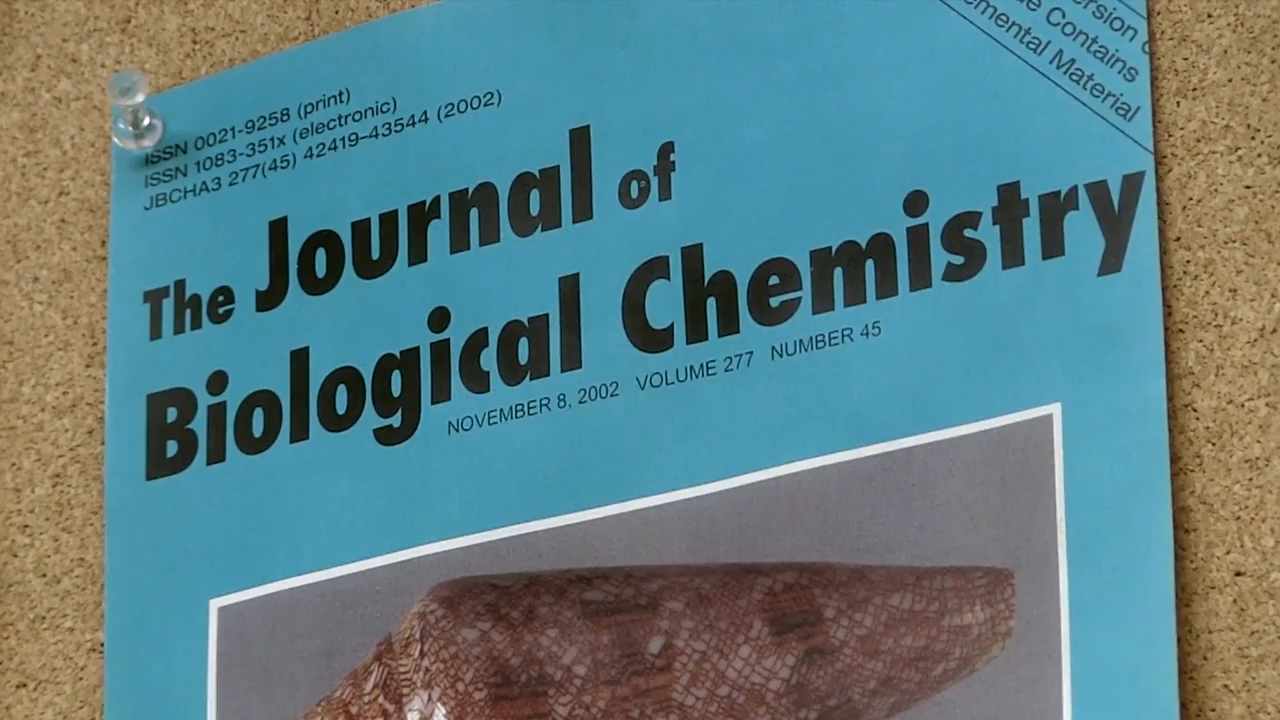 ISSN 0021-9258 (print)
ISSN 1083-351x (electronic)
JBCHA3 277(45) 42419–43544 (2002)
Contains
Material
The Journal of
Biological Chemistry
NOVEMBER 8, 2002 VOLUME 277 NUMBER 45